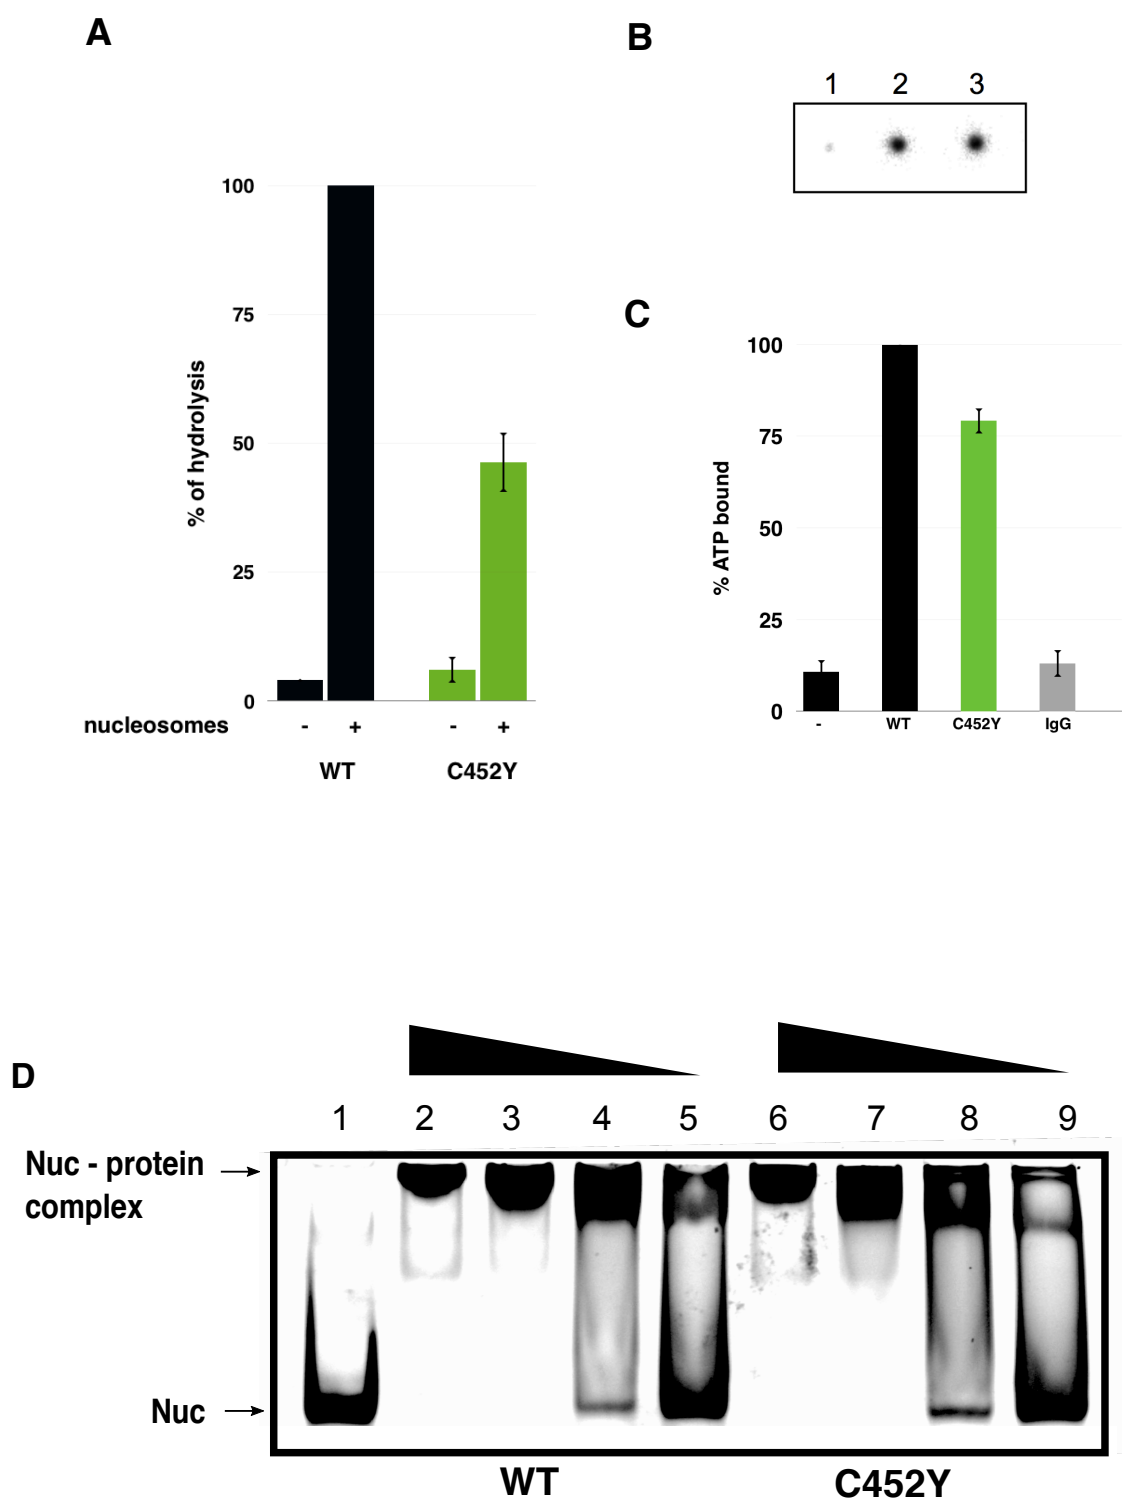 A
100
75
50
25
0
% of hydrolysis
nucleosomes - + - +
WT C452Y
B
1 2 3
C
100
75
50
25
0
% ATP bound
- WT C452Y IgG
D
1 2 3 4 5 6 7 8 9
Nuc - protein
complex
Nuc
WT C452Y